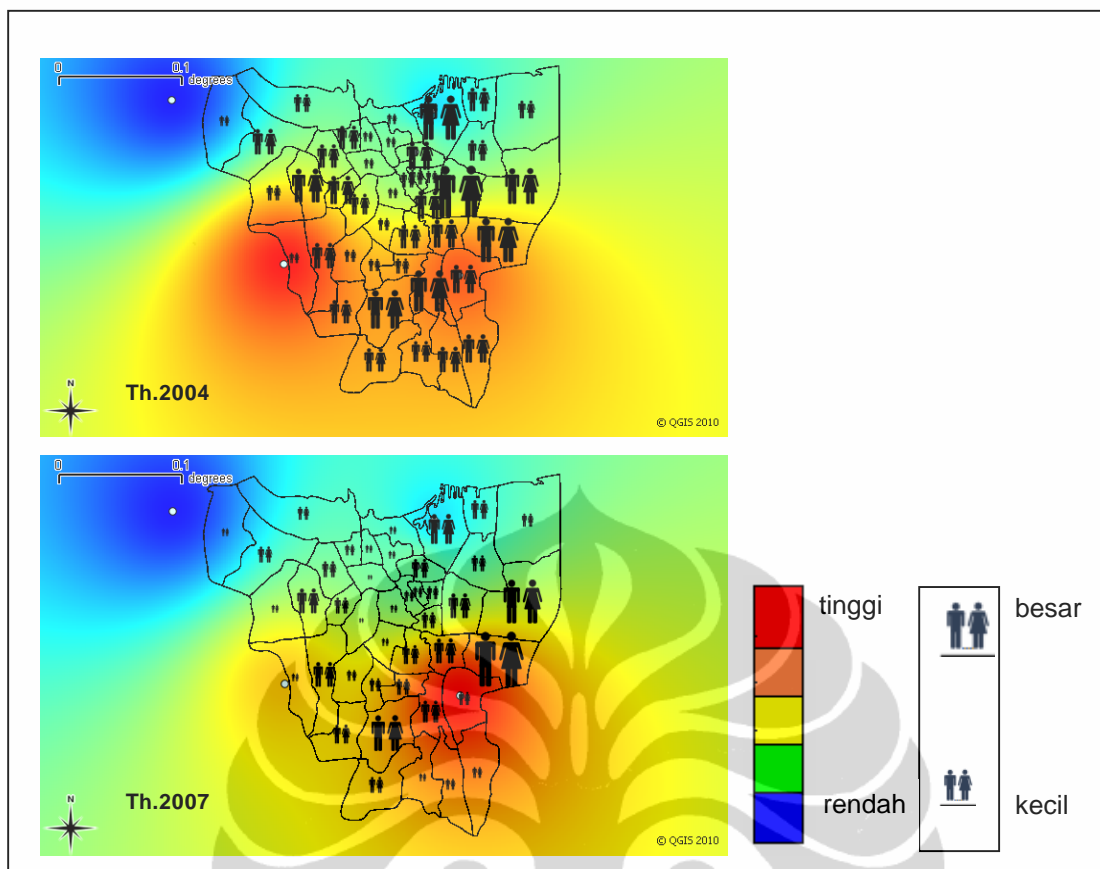 0 0.1
degrees
N
Th.2004
© QGIS 2010
0 0.1
degrees
N
Th.2007
© QGIS 2010
tinggi
rendah
besar
kecil